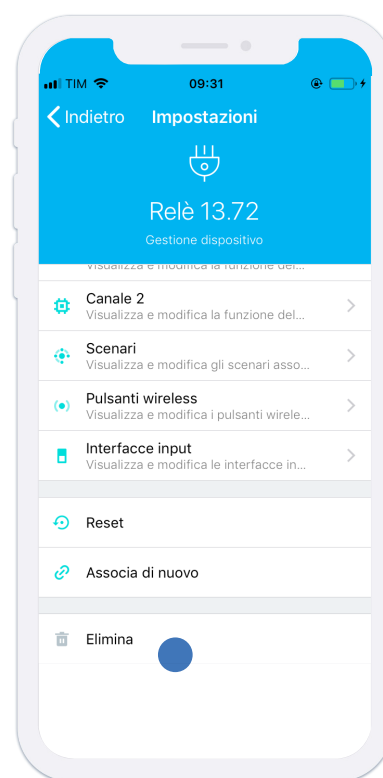 TIM
09:31
Indietro
Impostazioni
Relè 13.72
Gestione dispositivo
Visualizza e modifica la funzione del...
Canale 2
Visualizza e modifica la funzione del...
Scenari
Visualizza e modifica gli scenari asso...
Pulsanti wireless
Visualizza e modifica i pulsanti wirele...
Interfacce input
Visualizza e modifica le interfacce in...
Reset
Associa di nuovo
Elimina